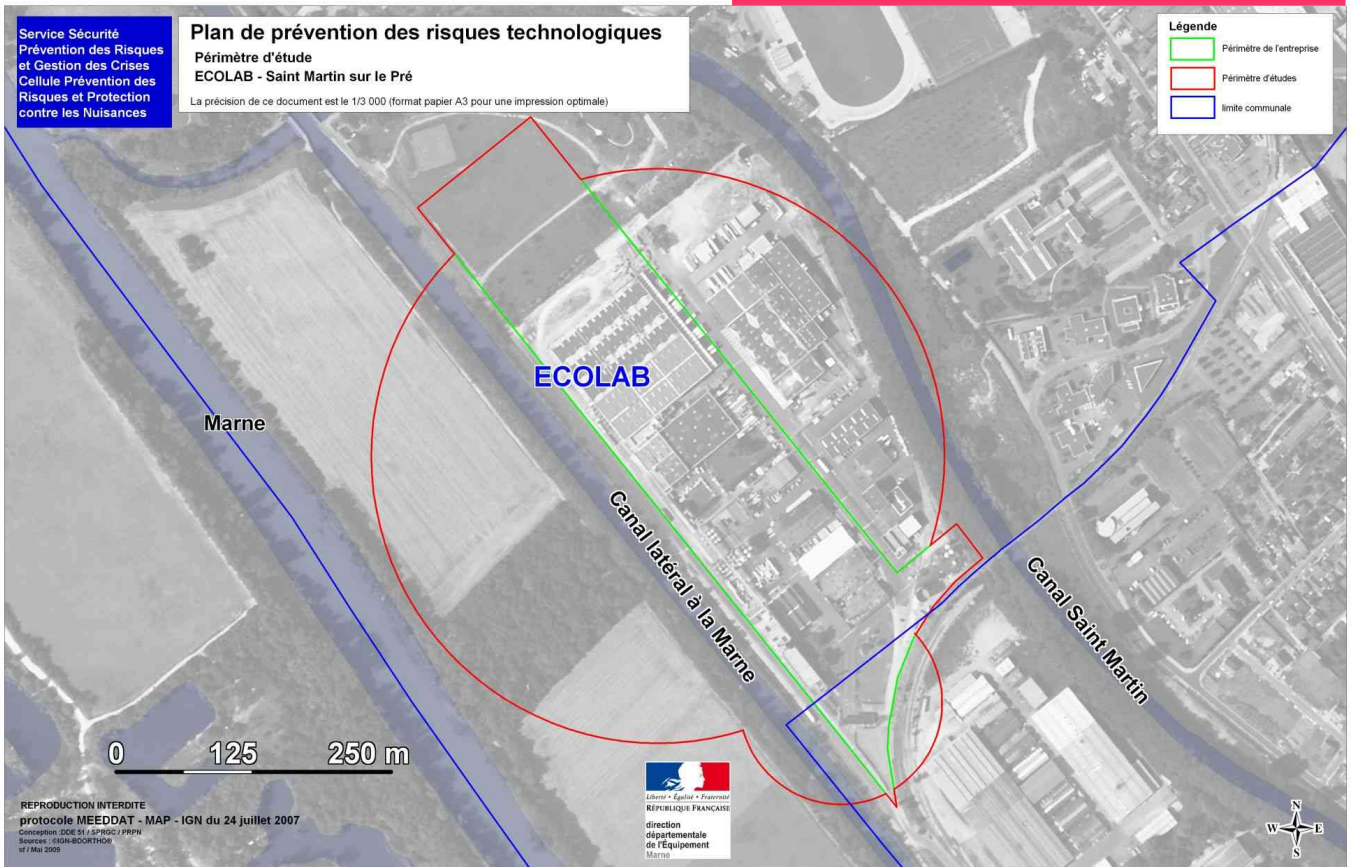 Service Sécurité
Prévention des Risques
et Gestion des Crises
Cellule Prévention des
Risques et Protection
contre les Nuisances
Plan de prévention des risques technologiques
Périmètre d'étude
ECOLAB - Saint Martin sur le Pré
La précision de ce document est le 1/3 000 (format papier A3 pour une impression optimale)
Légende
Périmètre de l'entreprise
Périmètre d'études
limite communale
ECOLAB
Marne
Canal latéral à la Marne
Canal Saint Martin
0 125 250 m
REPRODUCTION INTERDITE
protocole MEEDDAT - MAP - IGN du 24 juillet 2007
Conception :DDE 51 / SPRGC / PRPN
Sources : ©IGN-BDORTHO®
sf / Mai 2009
Liberté • Égalité • Fraternité
RÉPUBLIQUE FRANÇAISE
direction
départementale
de l'Équipement
Marne
N
W E
S